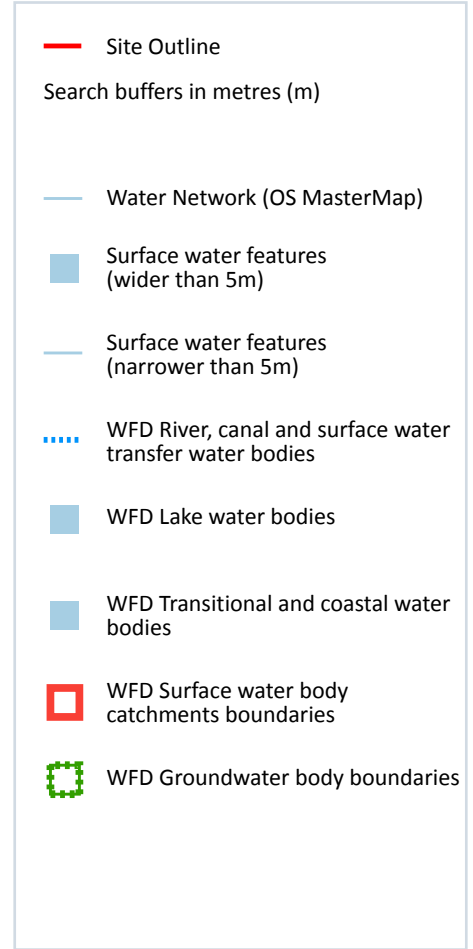 Site Outline
Search buffers in metres (m)
Water Network (OS MasterMap)
Surface water features
(wider than 5m)
Surface water features
(narrower than 5m)
WFD River, canal and surface water
transfer water bodies
WFD Lake water bodies
WFD Transitional and coastal water
bodies
WFD Surface water body
catchments boundaries
WFD Groundwater body boundaries